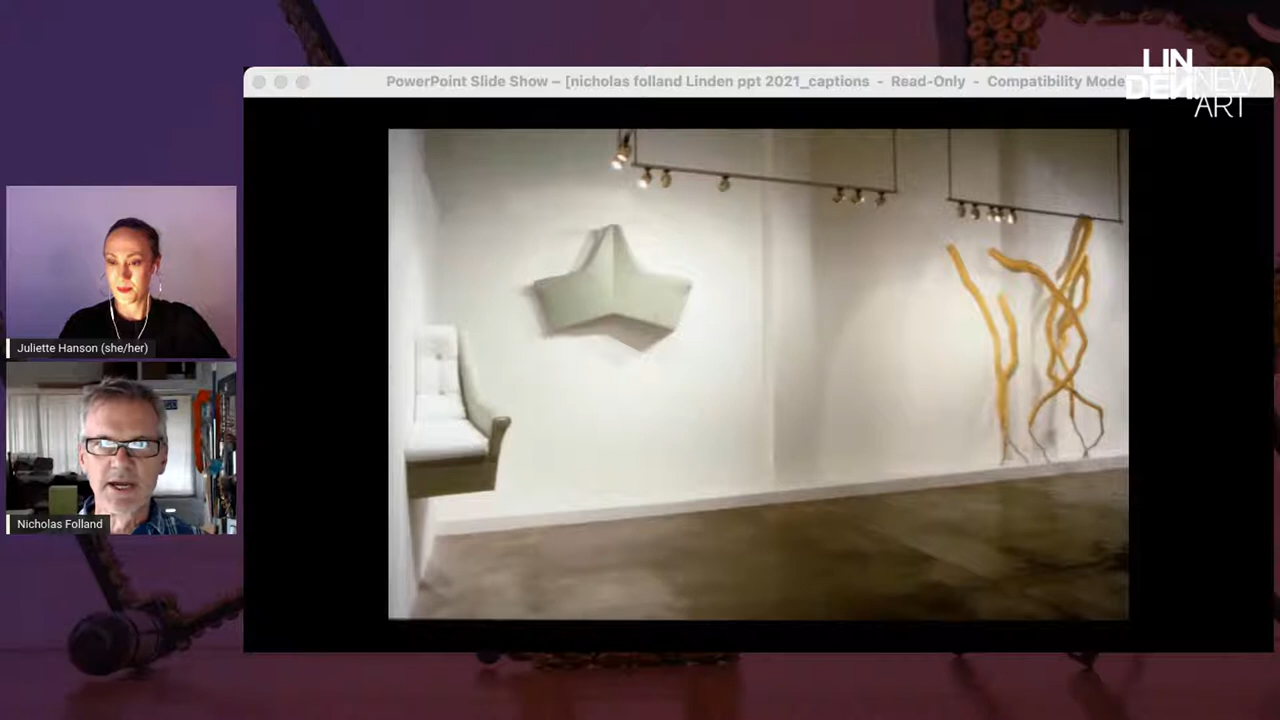 PowerPoint Slide Show – [nicholas folland Linden ppt 2021_captions - Read-Only - Compatibility Mode
LIN
DEN NEW
ART
Juliette Hanson (she/her)
Nicholas Folland